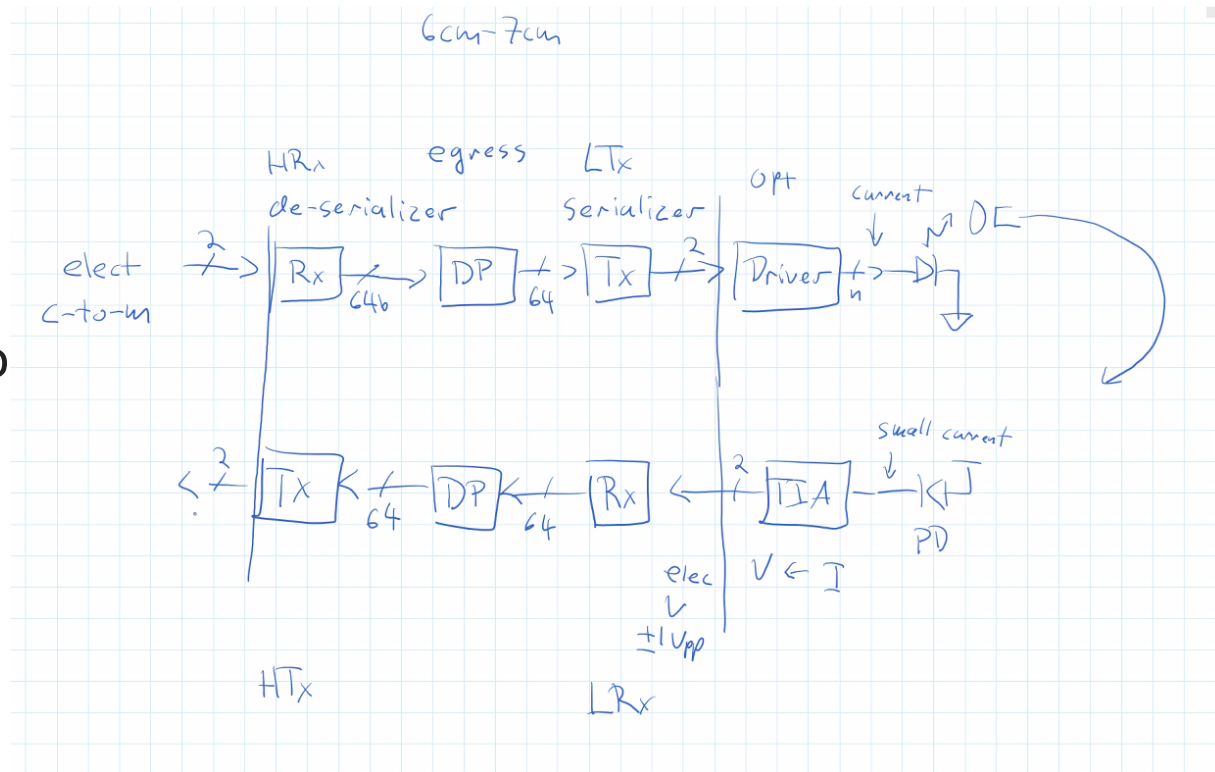 6cm-7cm
HRx
egress
LTx
opt
de-serializer
serializer
current
elect
c-to-m
2
Rx
64b
DP
64
Tx
2
Driver
n
OE
small current
2
Tx
64
DP
64
Rx
2
TIA
PD
elec
V ← I
V
±1Vpp
HTx
LRx